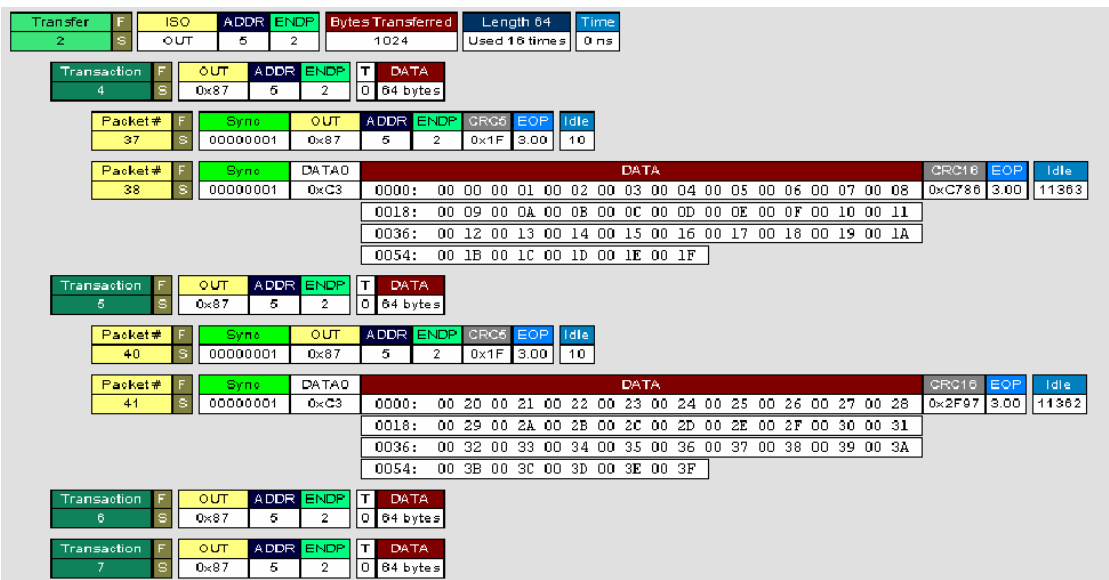 Transfer F ISO ADDR ENDP Bytes Transferred Length 64 Time
2 S OUT 5 2 1024 Used 16 times 0 ns
Transaction F OUT ADDR ENDP T DATA
4 S 0x87 5 2 0 64 bytes
Packet# F Sync OUT ADDR ENDP CRC5 EOP Idle
37 S 00000001 0x87 5 2 0x1F 3.00 10
Packet# F Sync DATA0 DATA CRC16 EOP Idle
38 S 00000001 0xC3 0000: 00 00 00 01 00 02 00 03 00 04 00 05 00 06 00 07 00 08 0xC786 3.00 11363
0018: 00 09 00 0A 00 0B 00 0C 00 0D 00 0E 00 0F 00 10 00 11
0036: 00 12 00 13 00 14 00 15 00 16 00 17 00 18 00 19 00 1A
0054: 00 1B 00 1C 00 1D 00 1E 00 1F
Transaction F OUT ADDR ENDP T DATA
5 S 0x87 5 2 0 64 bytes
Packet# F Sync OUT ADDR ENDP CRC5 EOP Idle
40 S 00000001 0x87 5 2 0x1F 3.00 10
Packet# F Sync DATA0 DATA CRC16 EOP Idle
41 S 00000001 0xC3 0000: 00 20 00 21 00 22 00 23 00 24 00 25 00 26 00 27 00 28 0x2F97 3.00 11362
0018: 00 29 00 2A 00 2B 00 2C 00 2D 00 2E 00 2F 00 30 00 31
0036: 00 32 00 33 00 34 00 35 00 36 00 37 00 38 00 39 00 3A
0054: 00 3B 00 3C 00 3D 00 3E 00 3F
Transaction F OUT ADDR ENDP T DATA
6 S 0x87 5 2 0 64 bytes
Transaction F OUT ADDR ENDP T DATA
7 S 0x87 5 2 0 64 bytes